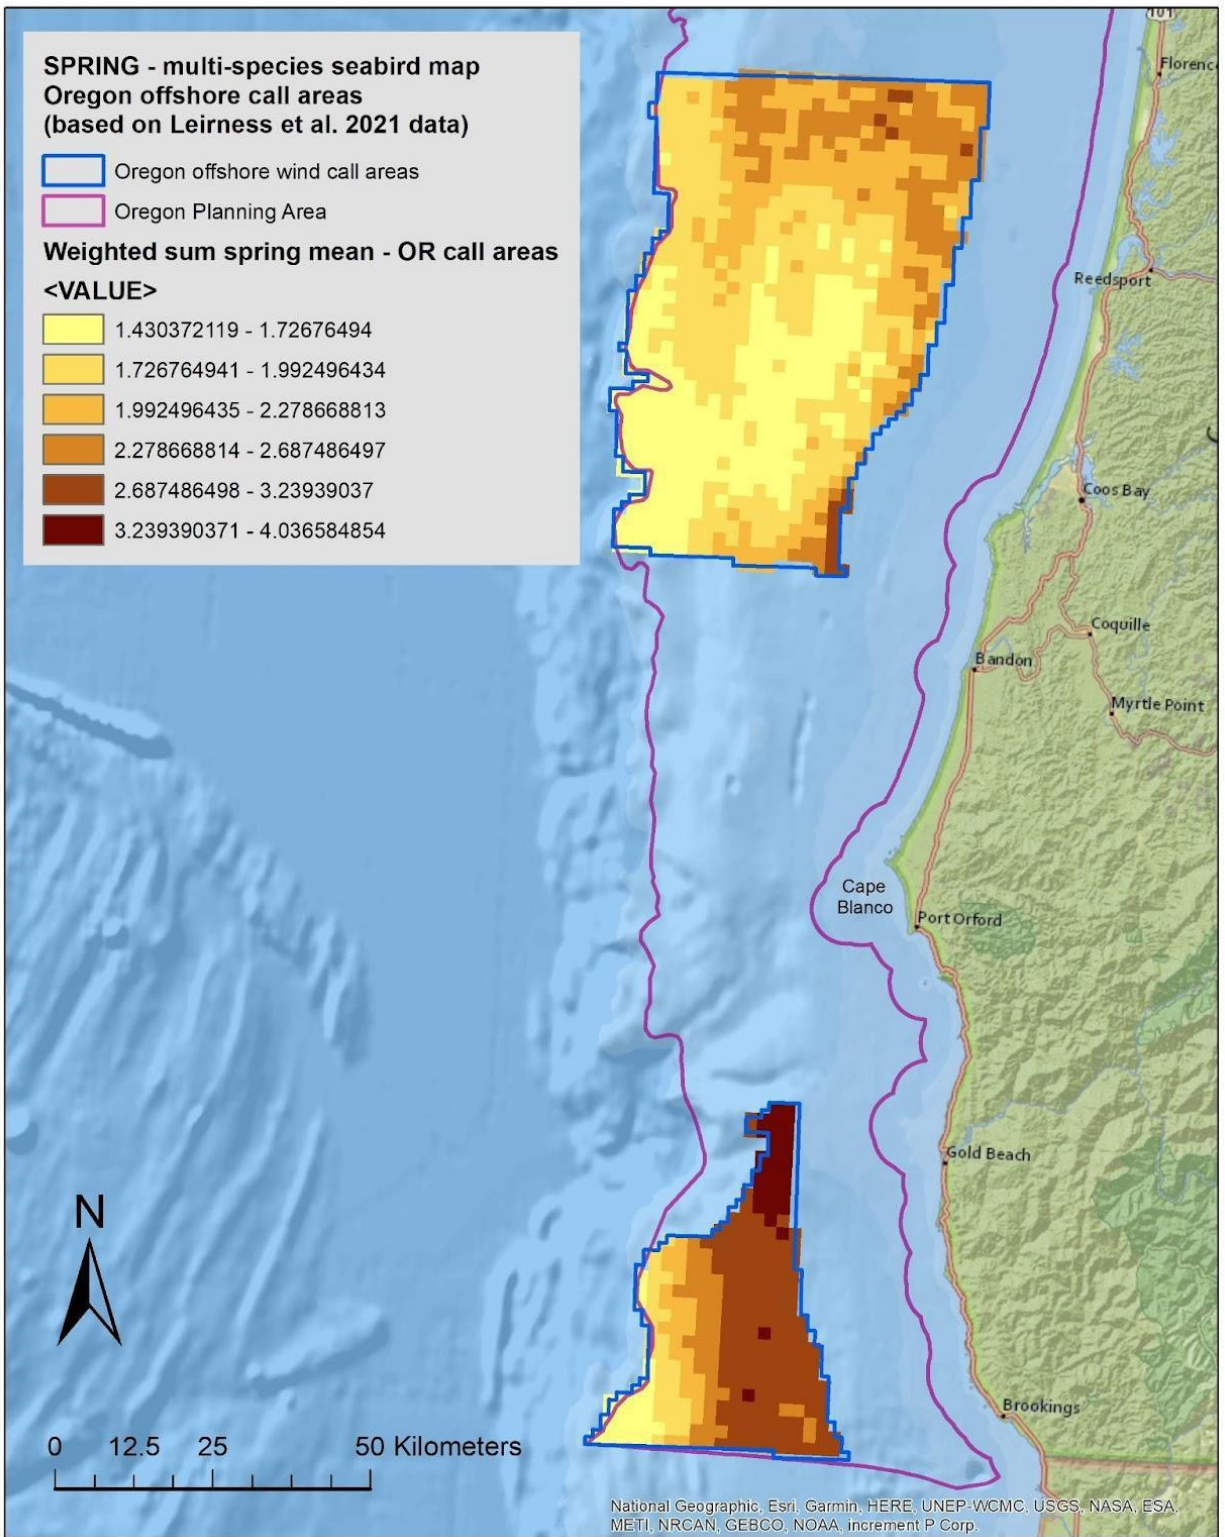 SPRING - multi-species seabird map
Oregon offshore call areas
(based on Leirness et al. 2021 data)
Oregon offshore wind call areas
Oregon Planning Area
Weighted sum spring mean - OR call areas
<VALUE>
1.430372119 - 1.72676494
1.726764941 - 1.992496434
1.992496435 - 2.278668813
2.278668814 - 2.687486497
2.687486498 - 3.23939037
3.239390371 - 4.036584854
101
Florenc
Reedsport
Coos Bay
Coquille
Bandon
Myrtle Point
Cape
Blanco
Port Orford
Gold Beach
Brookings
N
0 12.5 25 50 Kilometers
National Geographic, Esri, Garmin, HERE, UNEP-WCMC, USGS, NASA, ESA,
METI, NRCAN, GEBCO, NOAA, increment P Corp.